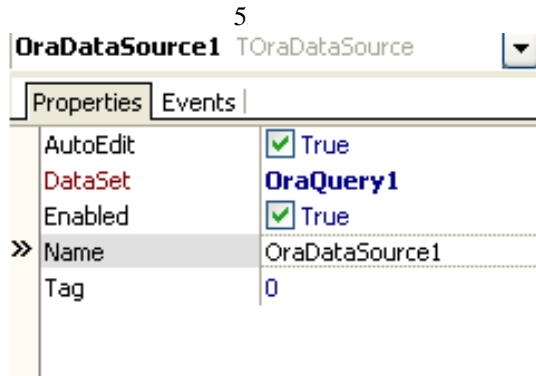 5
OraDataSource1 TOraDataSource
Properties Events
AutoEdit True
DataSet OraQuery1
Enabled True
» Name OraDataSource1
Tag 0